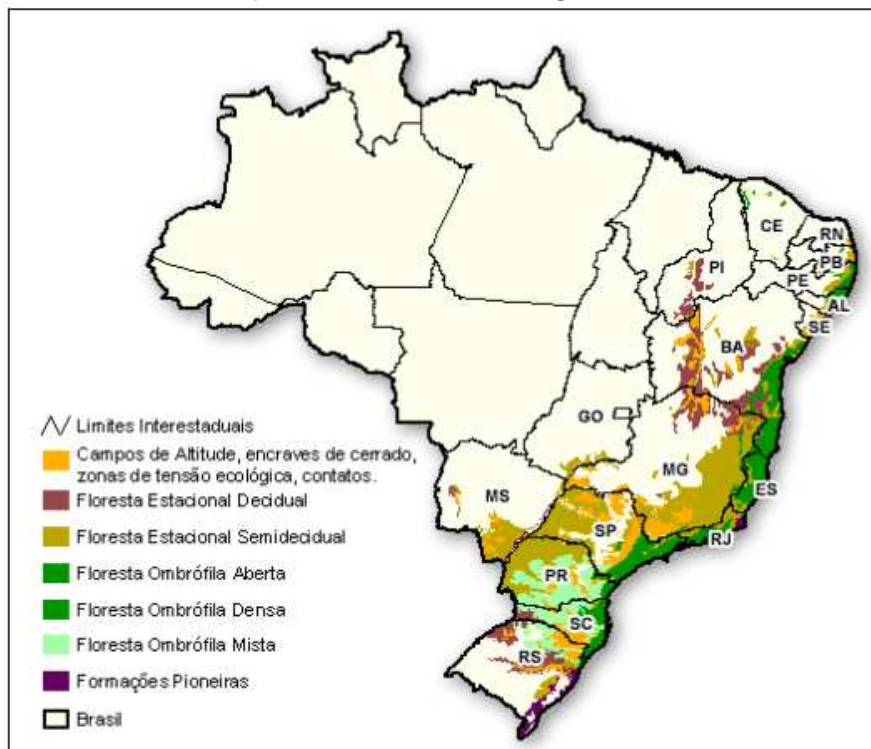 CE
RN
PB
PI
PE
AL
SE
BA
GO
Limites Interestaduais
Campos de Altitude, encraves de cerrado,
zonas de tensão ecológica, contatos.
MG
MS
ES
Floresta Estacional Decidual
Floresta Estacional Semidecidual
SP
RJ
Floresta Ombrófila Aberta
PR
Floresta Ombrófila Densa
SC
Floresta Ombrófila Mista
RS
Formações Pioneiras
Brasil